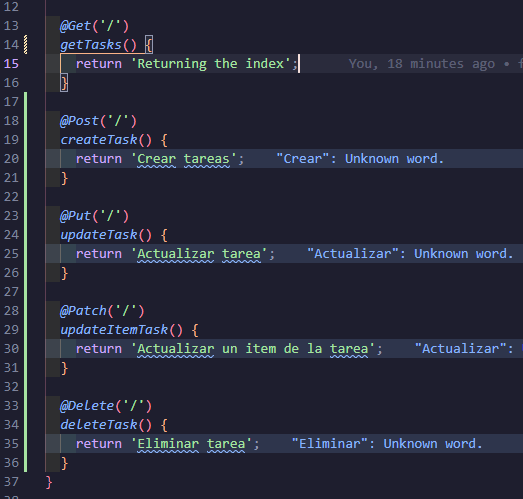 12
13 @Get('/')
14 getTasks() {
15 return 'Returning the index'; You, 18 minutes ago •
16 }
17
18 @Post('/')
19 createTask() {
20 return 'Crear tareas'; "Crear": Unknown word.
21 }
22
23 @Put('/')
24 updateTask() {
25 return 'Actualizar tarea'; "Actualizar": Unknown word.
26 }
27
28 @Patch('/')
29 updateItemTask() {
30 return 'Actualizar un item de la tarea'; "Actualizar":
31 }
32
33 @Delete('/')
34 deleteTask() {
35 return 'Eliminar tarea'; "Eliminar": Unknown word.
36 }
37 }